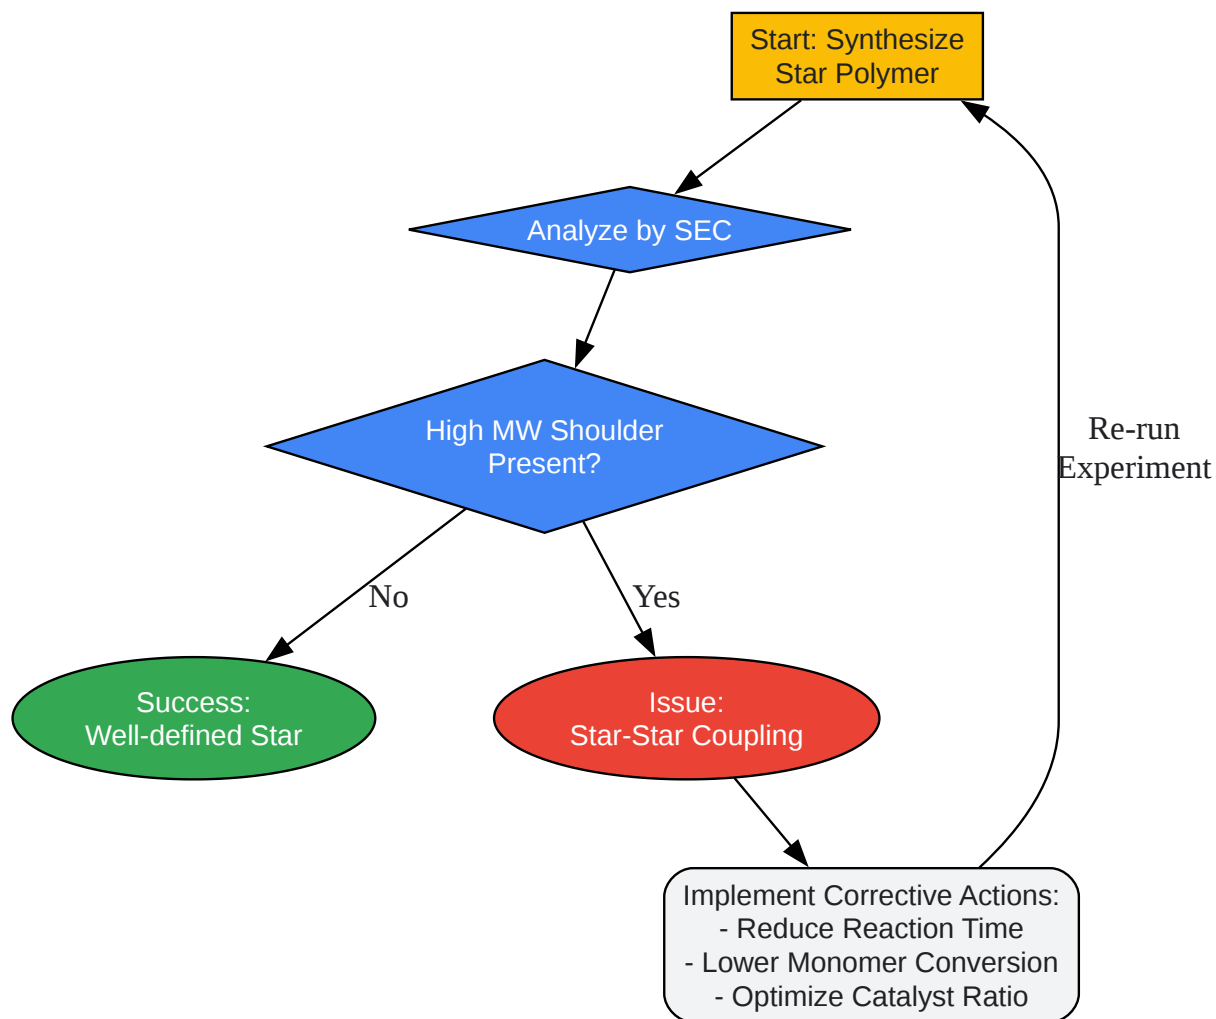 Start: Synthesize
Star Polymer
Analyze by SEC
High MW Shoulder
Present?
Re-run
Experiment
No
Yes
Success:
Well-defined Star
Issue:
Star-Star Coupling
Implement Corrective Actions:
- Reduce Reaction Time
- Lower Monomer Conversion
- Optimize Catalyst Ratio